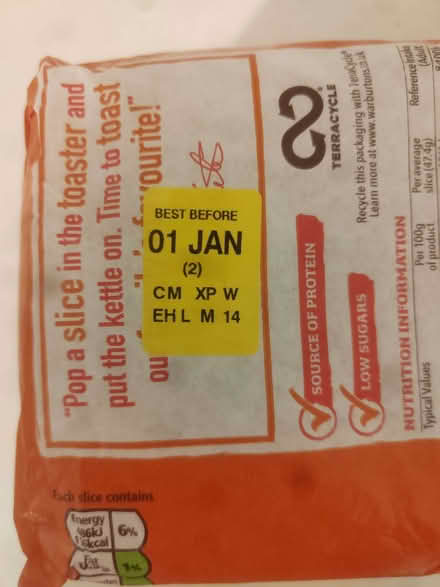 "Pop a slice in the toaster and
put the kettle on. Time to toast
BEST BEFORE
01 JAN
(2)
CM XP W
EH L M 14
TERRACYCLE
Recycle this packaging with TerraCycle®
Learn more at www.warburtons.co.uk
SOURCE OF PROTEIN
LOW SUGARS
NUTRITION INFORMATION
Typical Values
Per 100g
of product
Per average
slice (47.4g)
Reference Intake
(Adult
Each slice contains
Energy
6%
Fat